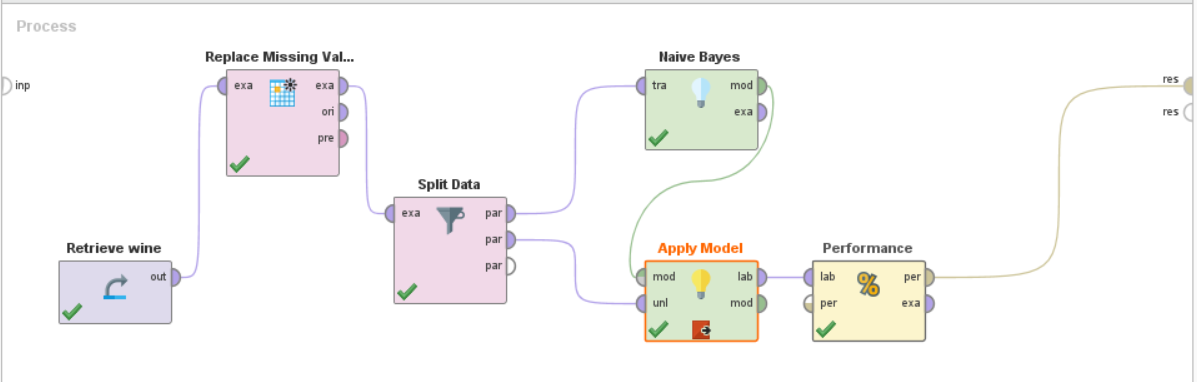 Process
inp
Replace Missing Val...
exa exa
ori
pre
Naive Bayes
tra mod
exa
res
res
Split Data
exa par
par
par
Retrieve wine
out
Apply Model
mod lab
unl mod
Performance
lab per
per exa
%